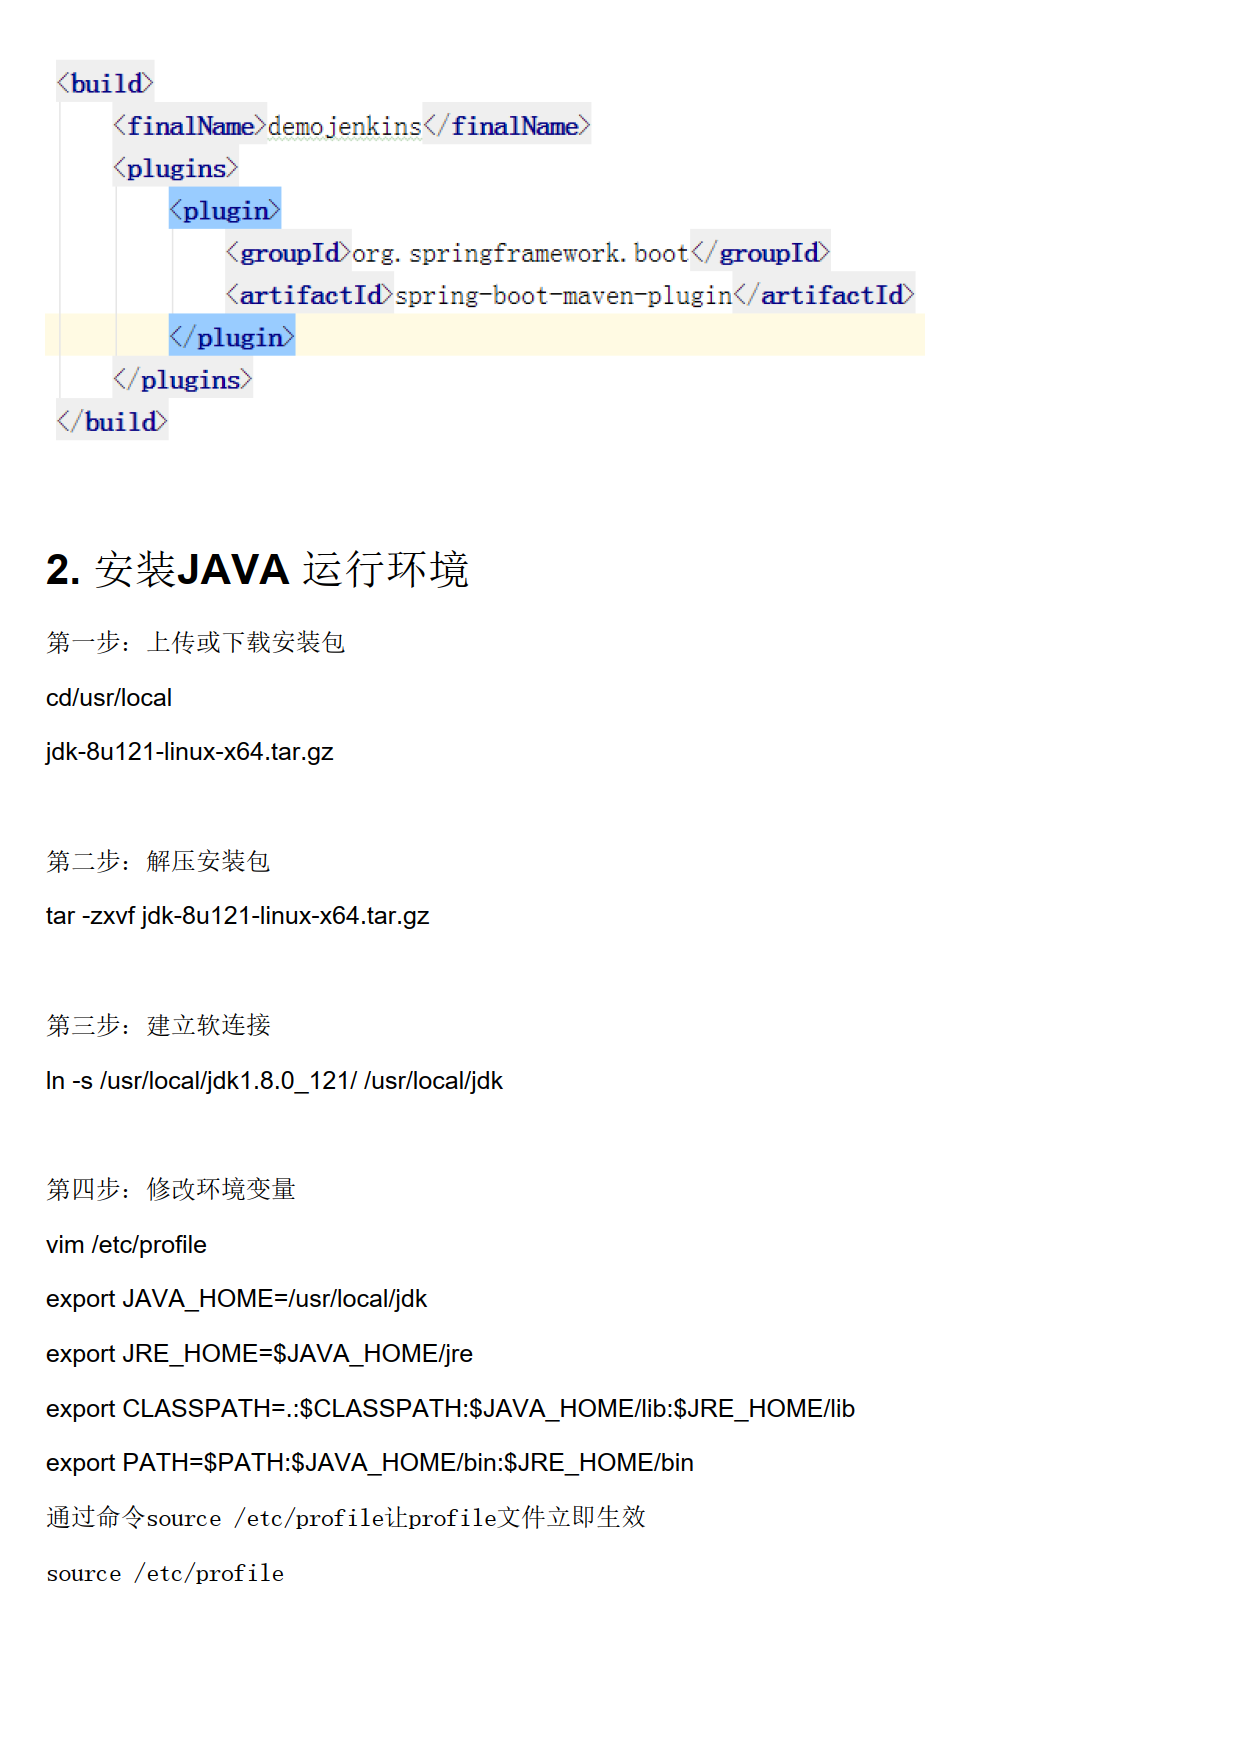 <build>
<finalName>demojenkins</finalName>
<plugins>
<plugin>
<groupId>org.springframework.boot</groupId>
<artifactId>spring-boot-maven-plugin</artifactId>
</plugin>
</plugins>
</build>
2. 安装JAVA 运行环境
第一步：上传或下载安装包
cd/usr/local
jdk-8u121-linux-x64.tar.gz
第二步：解压安装包
tar -zxvf jdk-8u121-linux-x64.tar.gz
第三步：建立软连接
ln -s /usr/local/jdk1.8.0_121/ /usr/local/jdk
第四步：修改环境变量
vim /etc/profile
export JAVA_HOME=/usr/local/jdk
export JRE_HOME=$JAVA_HOME/jre
export CLASSPATH=.:$CLASSPATH:$JAVA_HOME/lib:$JRE_HOME/lib
export PATH=$PATH:$JAVA_HOME/bin:$JRE_HOME/bin
通过命令source /etc/profile让profile文件立即生效
source /etc/profile